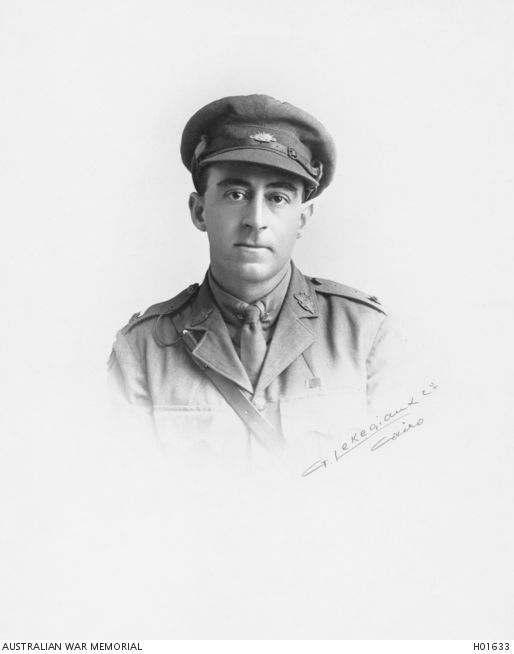 G. Lekegian & Co
Cairo
AUSTRALIAN WAR MEMORIAL
H01633